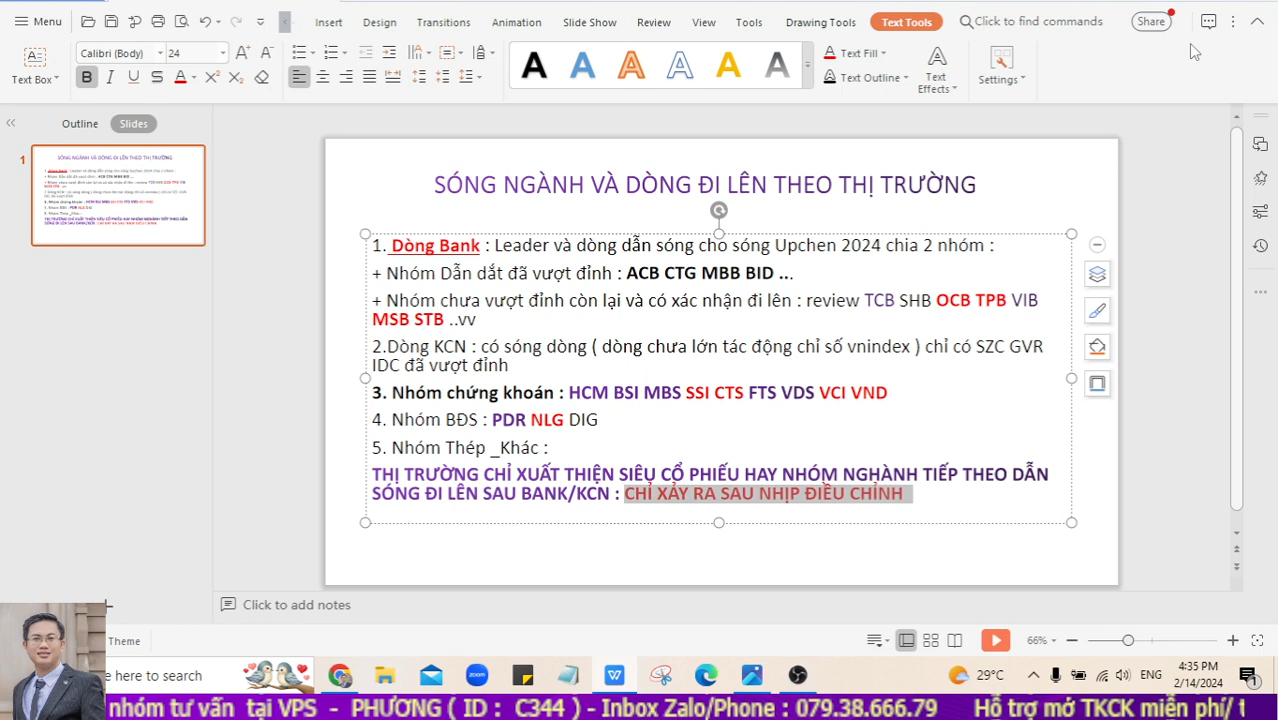 Menu
Insert Design Transitions Animation Slide Show Review View Tools Drawing Tools Text Tools Click to find commands Share
Text Box
Calibri (Body) 24
B I U S A X² X₂
A A A A A A
Text Fill
Text Outline
Text Effects
Settings
Outline Slides
1
SÓNG NGÀNH VÀ DÒNG ĐI LÊN THEO THỊ TRƯỜNG
1. Dòng Bank : Leader và dòng dẫn sóng cho sóng Upchen 2024 chia 2 nhóm :
+ Nhóm Dẫn dắt đã vượt đỉnh : ACB CTG MBB BID ...
+ Nhóm chưa vượt đỉnh còn lại và có xác nhận đi lên : review TCB SHB OCB TPB VIB
MSB STB ..vv
2.Dòng KCN : có sóng dòng ( dòng chưa lớn tác động chỉ số vnindex ) chỉ có SZC GVR
IDC đã vượt đỉnh
3. Nhóm chứng khoán : HCM BSI MBS SSI CTS FTS VDS VCI VND
4. Nhóm BĐS : PDR NLG DIG
5. Nhóm Thép _Khác :
THỊ TRƯỜNG CHỈ XUẤT THIỆN SIÊU CỔ PHIẾU HAY NHÓM NGHÀNH TIẾP THEO DẪN
SÓNG ĐI LÊN SAU BANK/KCN : CHỈ XẢY RA SAU NHỊP ĐIỀU CHỈNH
Click to add notes
Theme
66%
here to search
zoom
29°C
ENG
4:35 PM
2/14/2024
1
nhóm tư vấn tại VPS - PHƯƠNG ( ID : C344 ) - Inbox Zalo/Phone : 079.38.666.79 Hỗ trợ mở TKCK miễn phí/